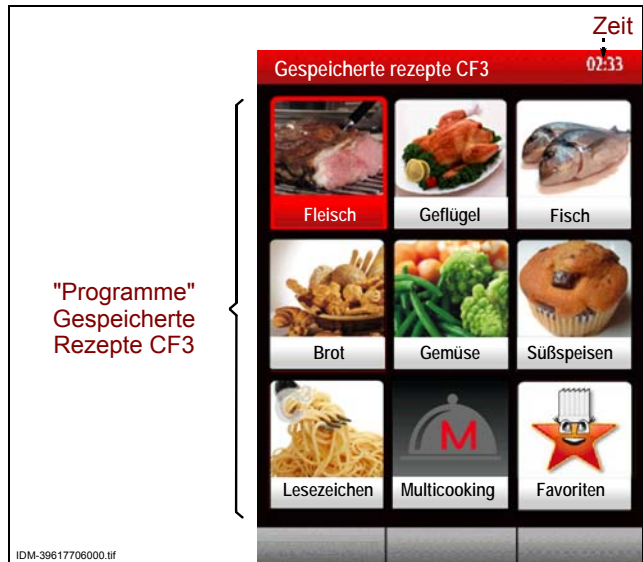 Zeit
Gespeicherte rezepte CF3 02:33
Fleisch Geflügel Fisch
"Programme"
Gespeicherte
Rezepte CF3
Brot Gemüse Süßspeisen
M
Lesezeichen Multicooking Favoriten
IDM-39617706000.tif